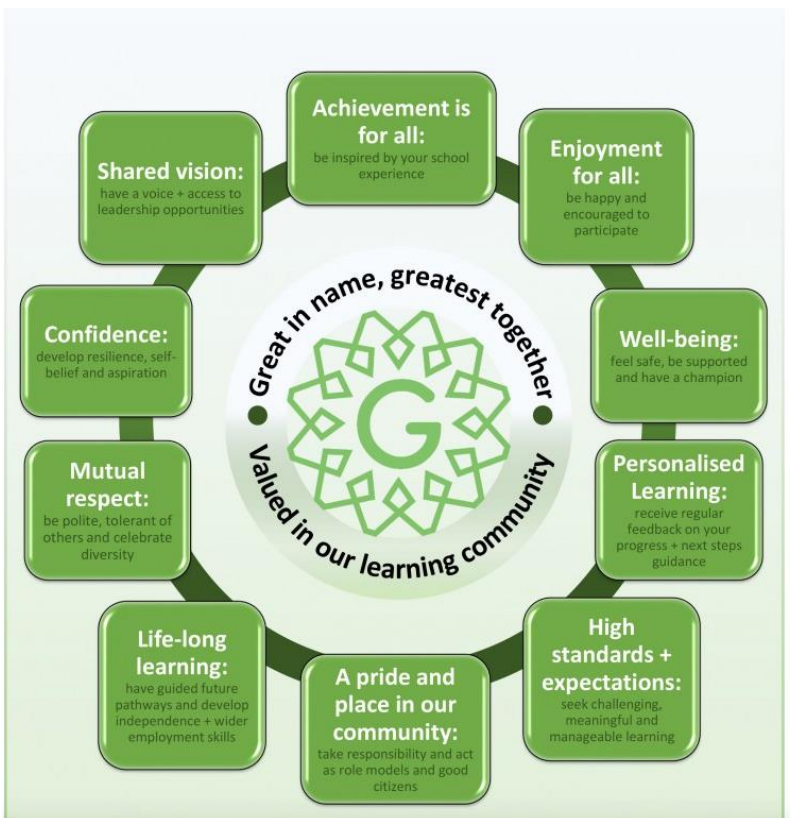 Achievement is
for all:
be inspired by your school
experience
Enjoyment
for all:
be happy and
encouraged to
participate
Well-being:
feel safe, be supported
and have a champion
Personalised
Learning:
receive regular
feedback on your
progress + next steps
guidance
High
standards +
expectations:
seek challenging,
meaningful and
manageable learning
A pride and
place in our
community:
take responsibility and act
as role models and good
citizens
Life-long
learning:
have guided future
pathways and develop
independence + wider
employment skills
Mutual
respect:
be polite, tolerant of
others and celebrate
diversity
Confidence:
develop resilience, self-
belief and aspiration
Shared vision:
have a voice + access to
leadership opportunities
Great in name, greatest together
G
Valued in our learning community